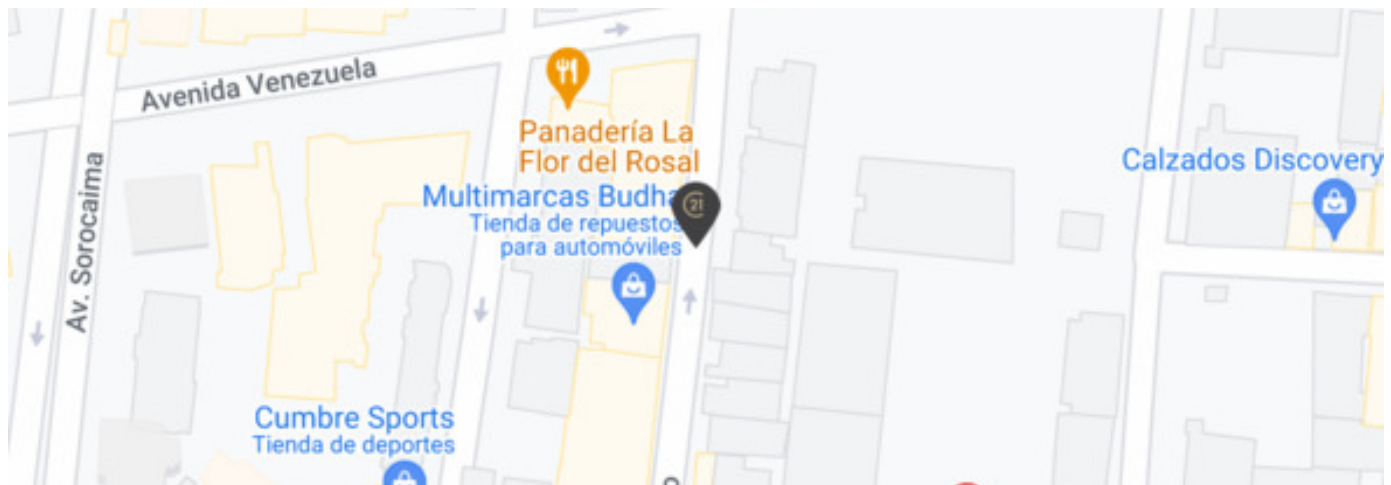 Avenida Venezuela
Av. Sorocaima
Panadería La
Flor del Rosal
Multimarcas Budha
Tienda de repuestos
para automóviles
21
Calzados Discovery
Cumbre Sports
Tienda de deportes